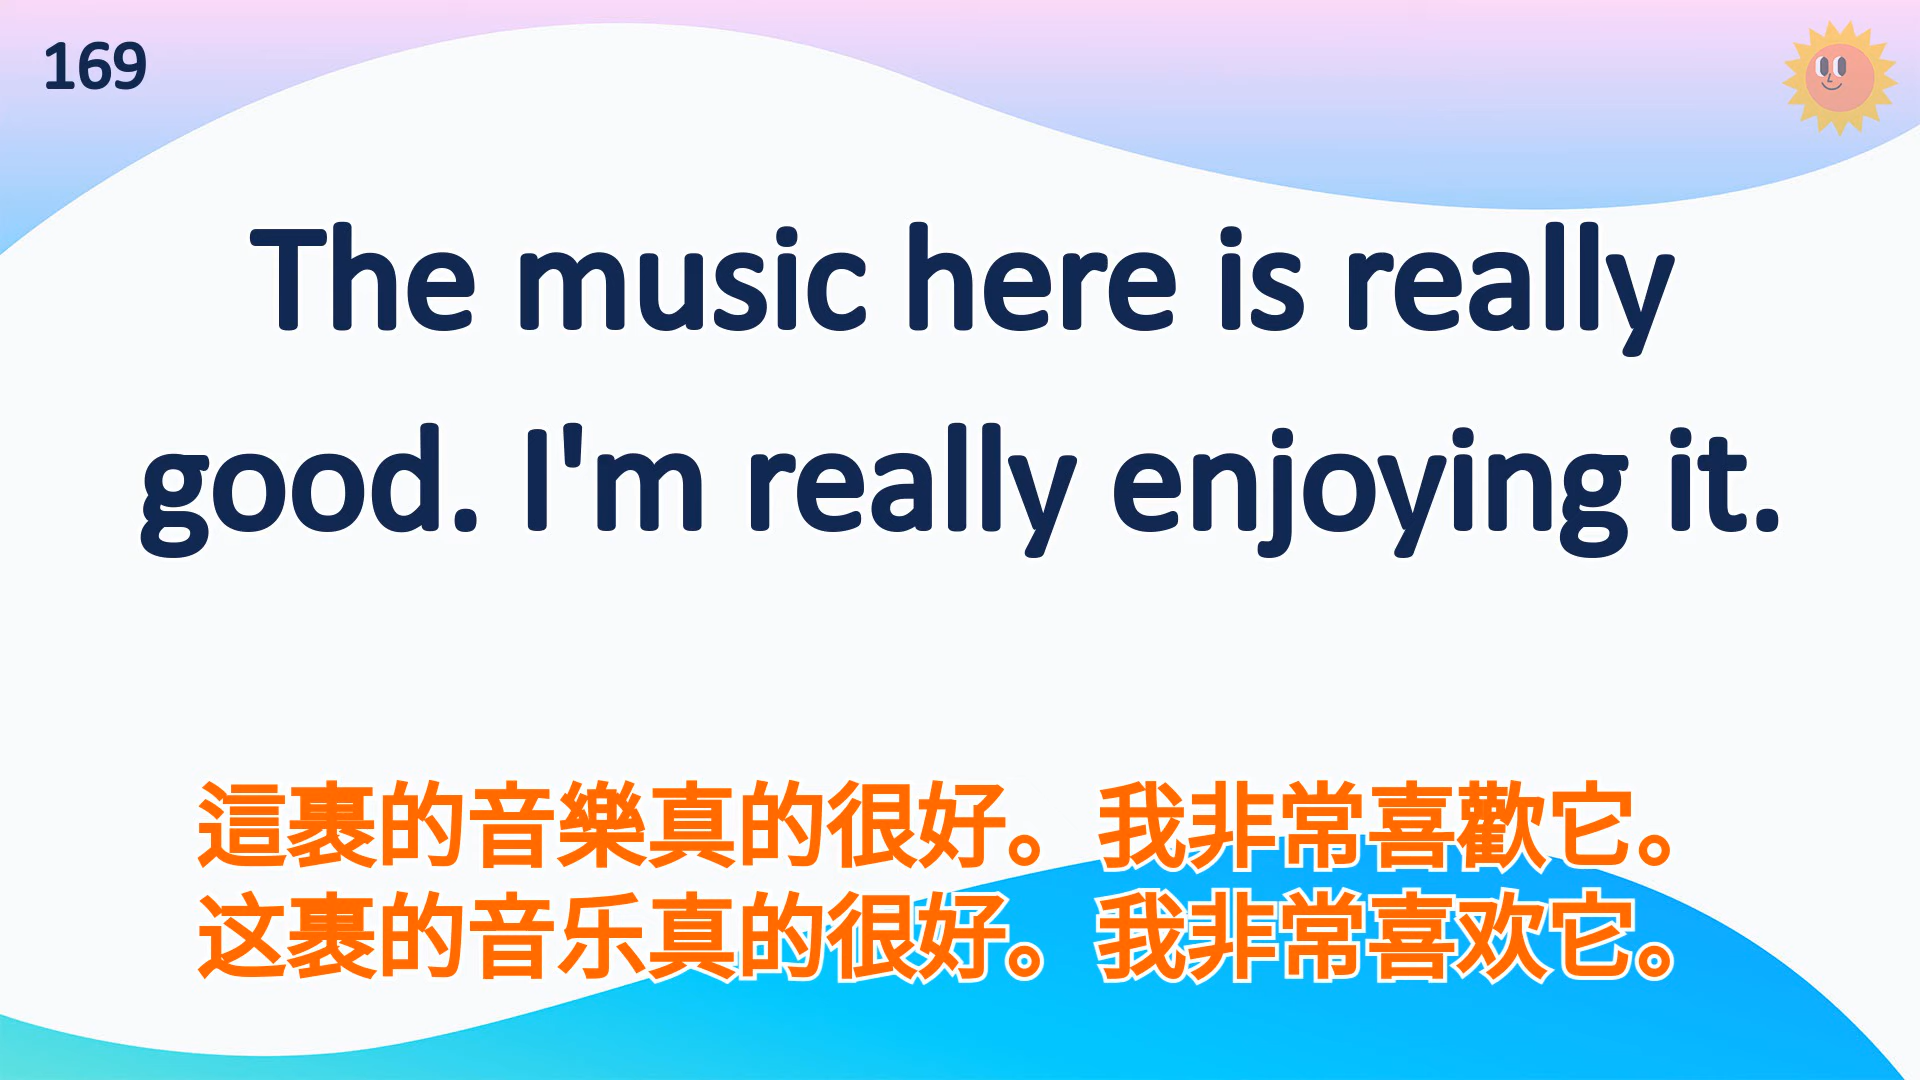 169
The music here is really
good. I'm really enjoying it.
這裹的音樂真的很好。我非常喜歡它。
这裹的音乐真的很好。我非常喜欢它。